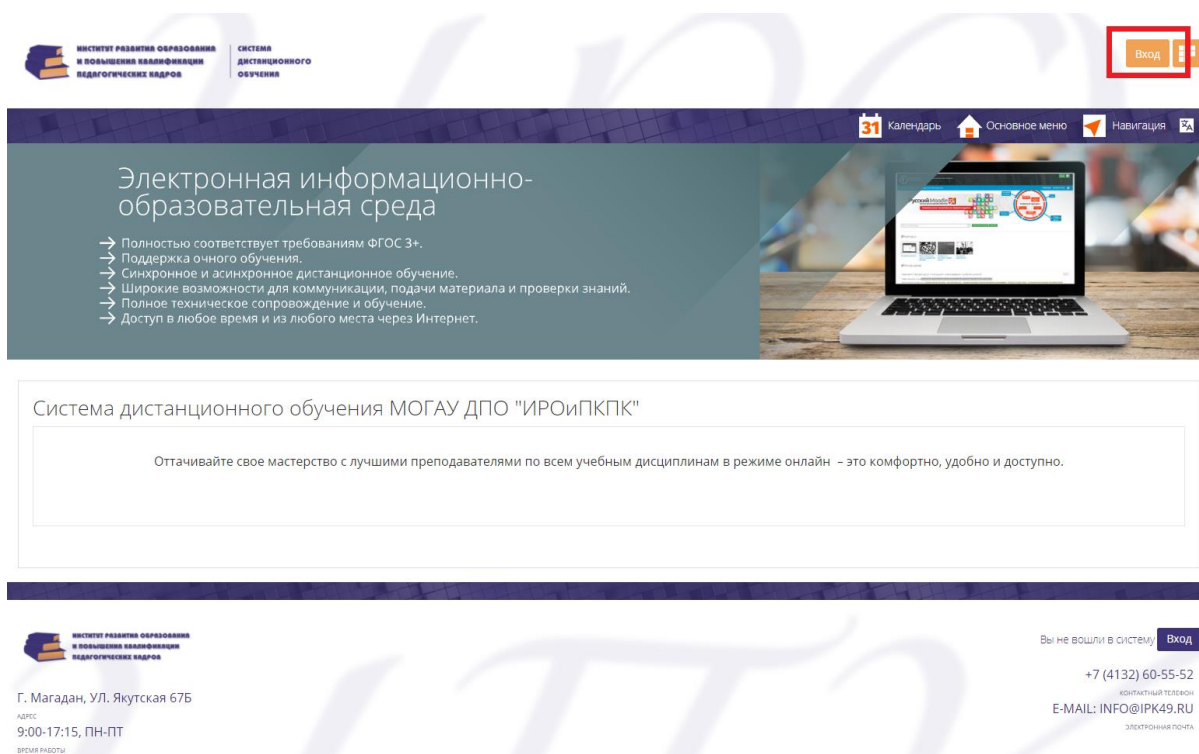 ИНСТИТУТ РАЗВИТИЯ ОБРАЗОВАНИЯ
И ПОВЫШЕНИЯ КВАЛИФИКАЦИИ
ПЕДАГОГИЧЕСКИХ КАДРОВ
СИСТЕМА
ДИСТАНЦИОННОГО
ОБУЧЕНИЯ
Вход
31 Календарь Основное меню Навигация
Электронная информационно-
образовательная среда
Полностью соответствует требованиям ФГОС 3+.
Поддержка очного обучения.
Синхронное и асинхронное дистанционное обучение.
Широкие возможности для коммуникации, подачи материала и проверки знаний.
Полное техническое сопровождение и обучение.
Доступ в любое время и из любого места через Интернет.
Русский Moodle
Система дистанционного обучения МОГАУ ДПО "ИРОиПКПК"
Оттачивайте свое мастерство с лучшими преподавателями по всем учебным дисциплинам в режиме онлайн – это комфортно, удобно и доступно.
ИНСТИТУТ РАЗВИТИЯ ОБРАЗОВАНИЯ
И ПОВЫШЕНИЯ КВАЛИФИКАЦИИ
ПЕДАГОГИЧЕСКИХ КАДРОВ
Вы не вошли в систему Вход
Г. Магадан, УЛ. Якутская 67Б
АДРЕС
9:00-17:15, ПН-ПТ
ВРЕМЯ РАБОТЫ
+7 (4132) 60-55-52
КОНТАКТНЫЙ ТЕЛЕФОН
E-MAIL: INFO@IPK49.RU
ЭЛЕКТРОННАЯ ПОЧТА